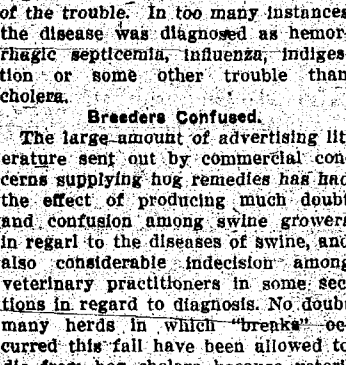 of the trouble. In too many instances
the disease was diagnosed as hemor-
rhagic septicemia, influenza, indiges-
tion or some other trouble than
cholera.
Breeders Confused.
The large amount of advertising lit-
erature sent out by commercial con-
cerns supplying hog remedies has had
the effect of producing much doubt
and confusion among swine growers
in regarl to the diseases of swine, and
also considerable indecision among
veterinary practitioners in some sec-
tions in regard to diagnosis. No doubt
many herds in which "breaks" oc-
curred this fall have been allowed to